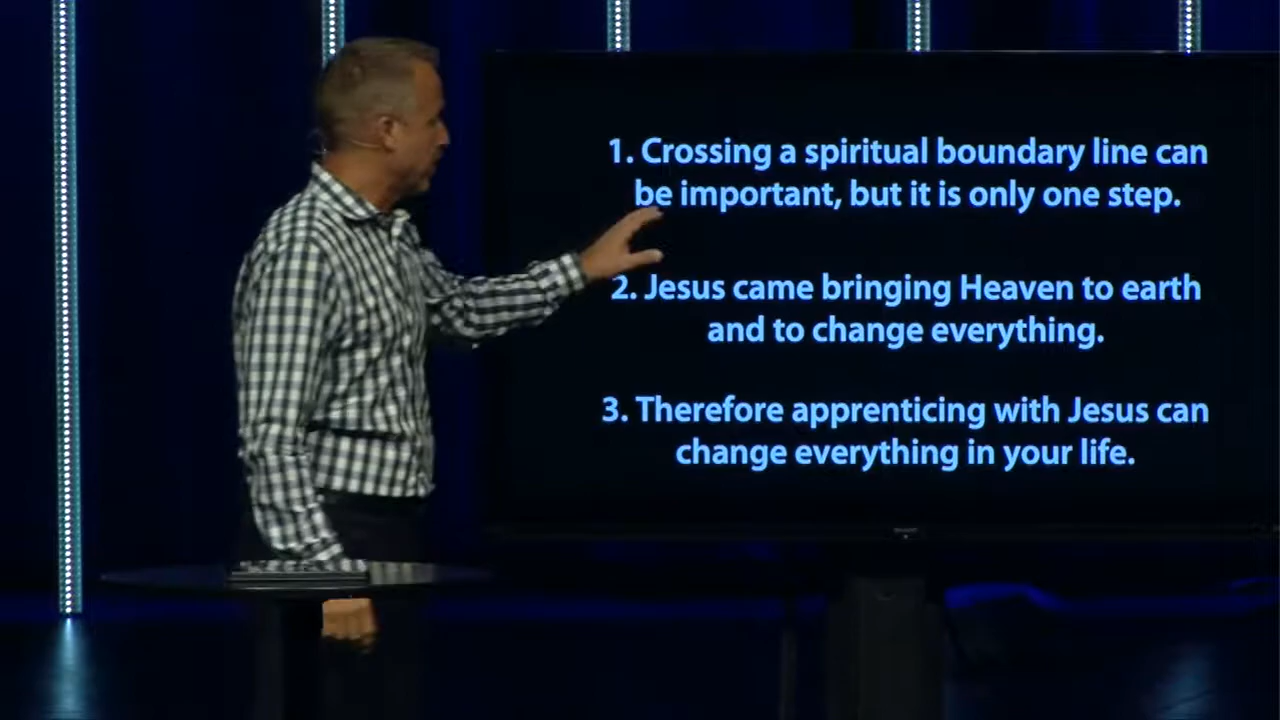 1. Crossing a spiritual boundary line can
be important, but it is only one step.
2. Jesus came bringing Heaven to earth
and to change everything.
3. Therefore apprenticing with Jesus can
change everything in your life.